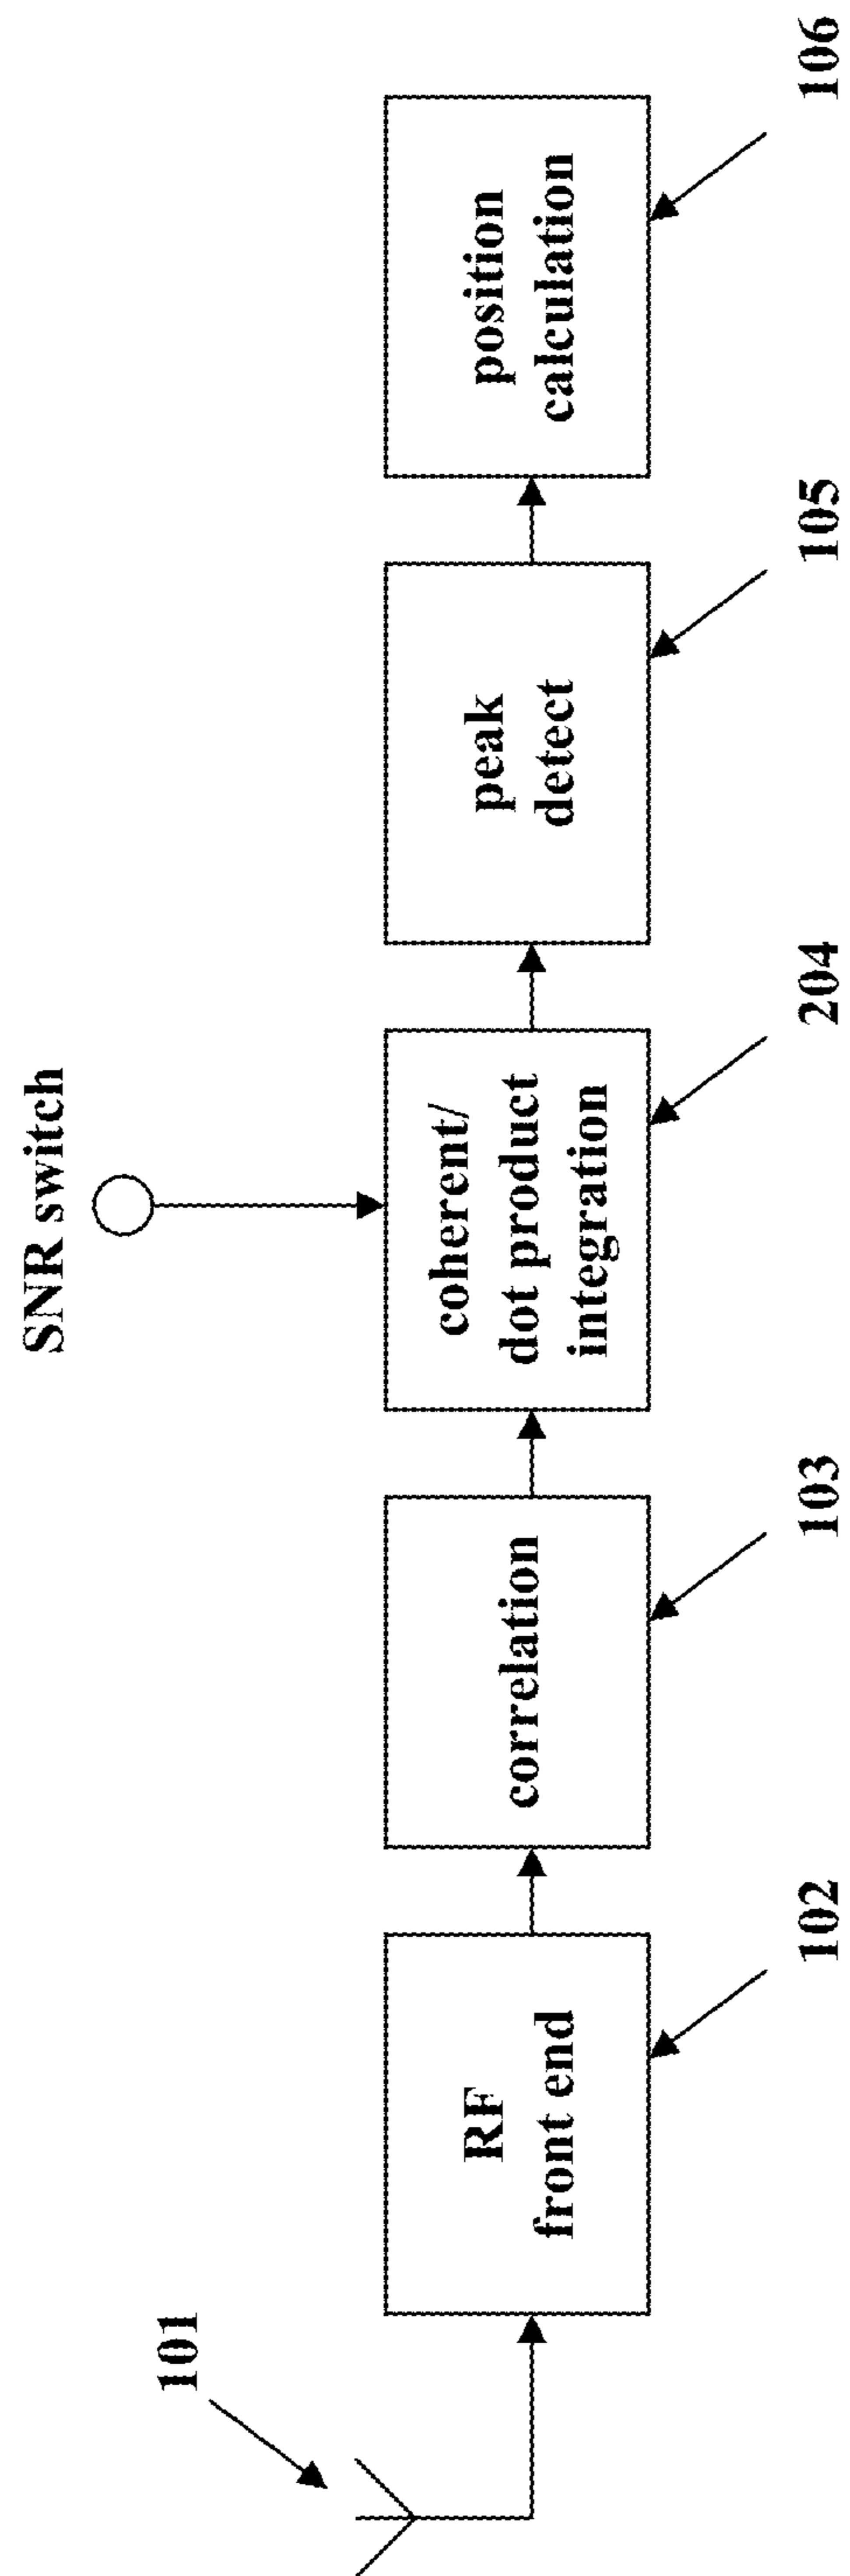 SNR switch
101
RF
front end
correlation
coherent/
dot product
integration
peak
detect
position
calculation
102
103
204
105
106